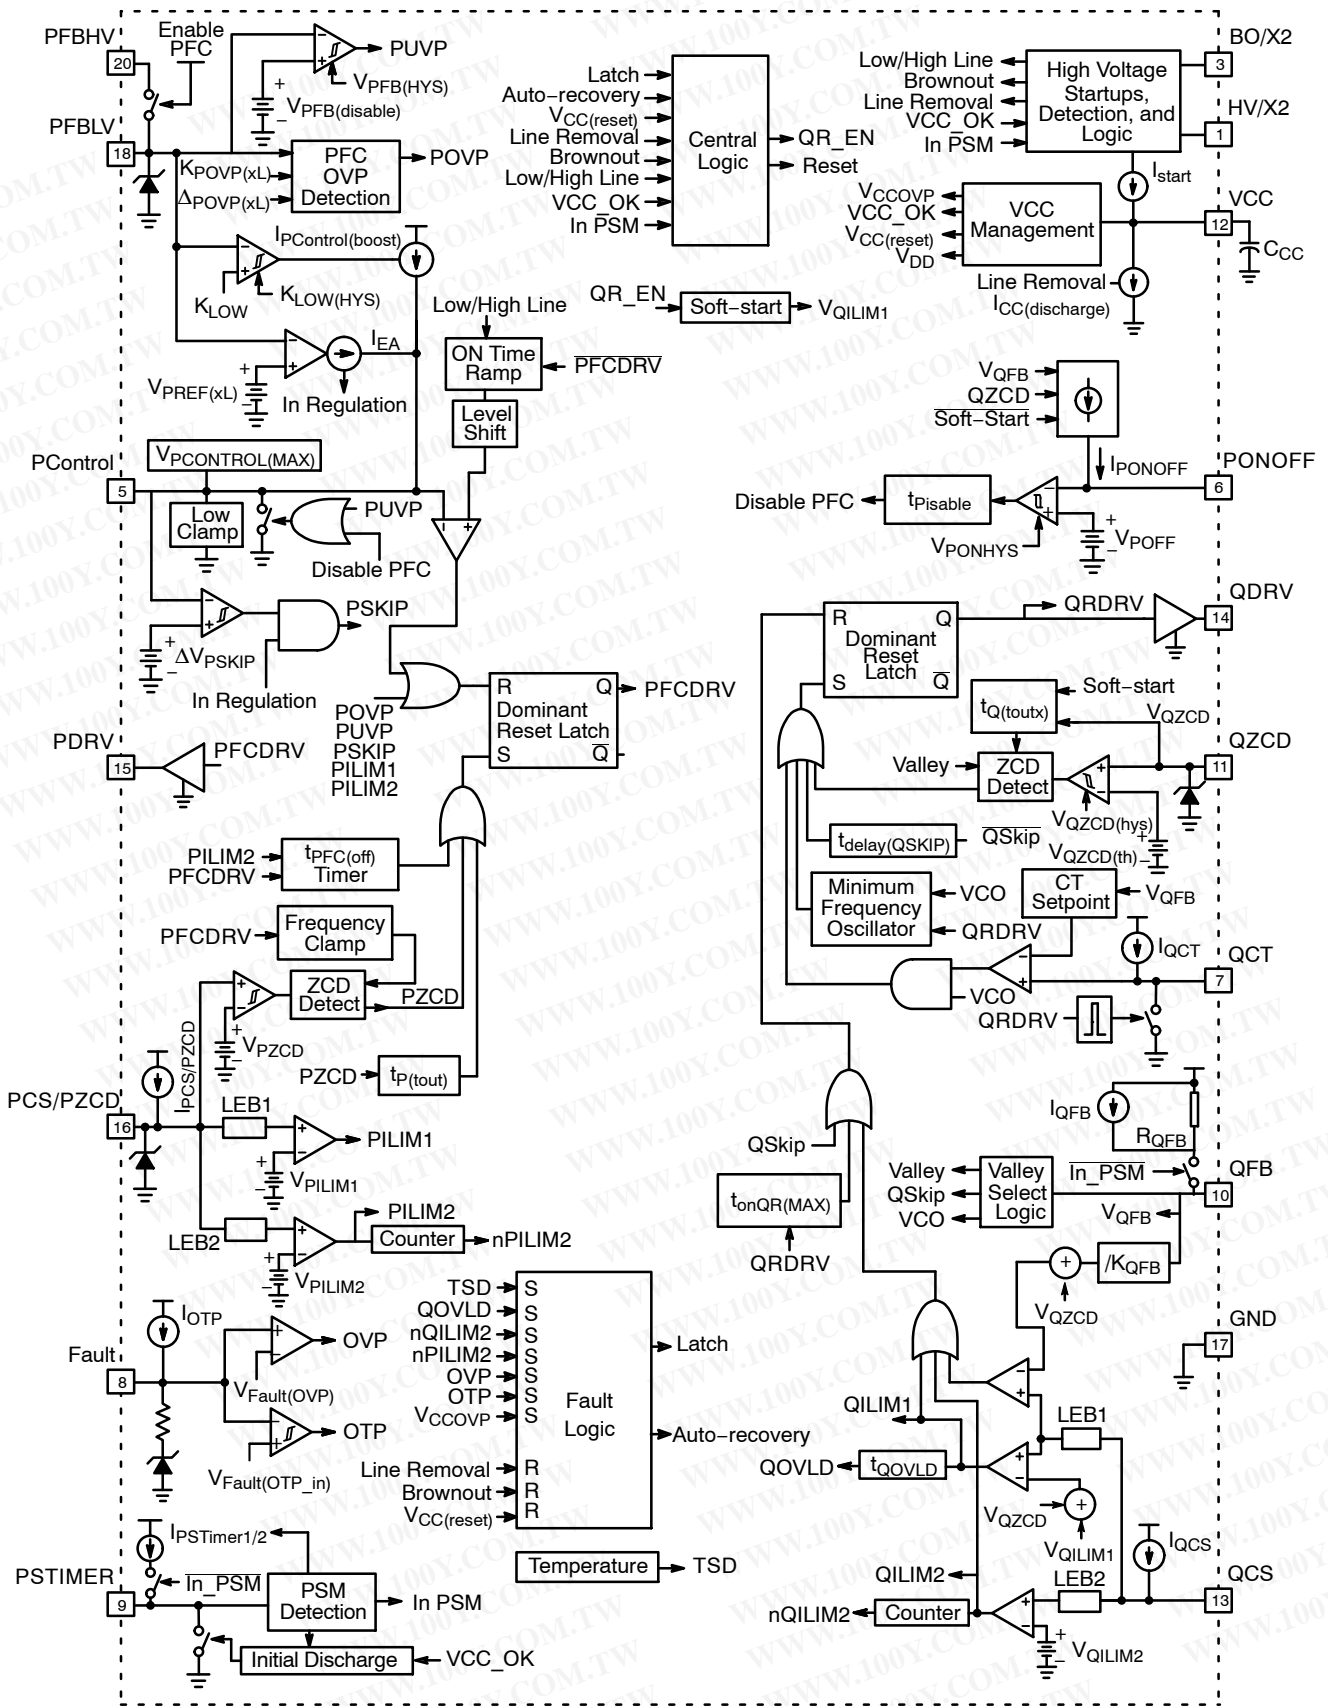 PFBHV
20
Enable
PFC
PUVP
VPFB(HYS)
VPFB(disable)
PFBLV
18
KPOVP(xL)
ΔPOVP(xL)
PFC
OVP
Detection
POVP
IPControl(boost)
KLOW
KLOW(HYS)
IEA
VPREF(xL)
In Regulation
Low/High Line
ON Time
Ramp
PFCDRV
Level
Shift
Latch
Auto−recovery
VCC(reset)
Line Removal
Brownout
Low/High Line
VCC_OK
In PSM
Central
Logic
QR_EN
Reset
QR_EN
Soft−start
VQILIM1
Low/High Line
Brownout
Line Removal
VCC_OK
In PSM
High Voltage
Startups,
Detection, and
Logic
BO/X2
3
HV/X2
1
Istart
VCCOVP
VCC_OK
VCC(reset)
VDD
VCC
Management
VCC
12
CCC
Line Removal
ICC(discharge)
VQFB
QZCD
Soft−Start
IPONOFF
PONOFF
6
Disable PFC
tPisable
VPONHYS
VPOFF
PControl
5
VPCONTROL(MAX)
Low
Clamp
PUVP
Disable PFC
PSKIP
ΔVPSKIP
In Regulation
POVP
PUVP
PSKIP
PILIM1
PILIM2
R
Q
Dominant
Reset Latch
S
Q
PFCDRV
PDRV
15
PFCDRV
PILIM2
PFCDRV
tPFC(off)
Timer
PFCDRV
Frequency
Clamp
ZCD
Detect
PZCD
VPZCD
PZCD
tP(tout)
IPCS/PZCD
PCS/PZCD
16
LEB1
PILIM1
VPILIM1
LEB2
PILIM2
Counter
nPILIM2
VPILIM2
IOTP
Fault
8
OVP
VFault(OVP)
OTP
VFault(OTP_in)
TSD
QOVLD
nQILIM2
nPILIM2
OVP
OTP
VCCOVP
S
S
S
S
S
S
S
Fault
Logic
Latch
Auto−recovery
Line Removal
Brownout
VCC(reset)
R
R
R
Temperature
TSD
PSTIMER
9
IPSTimer1/2
In_PSM
PSM
Detection
In PSM
Initial Discharge
VCC_OK
R
Q
Dominant
Reset
Latch
S
Q
QRDRV
QDRV
14
tQ(toutx)
Soft−start
VQZCD
QZCD
11
Valley
ZCD
Detect
VQZCD(hys)
VQZCD(th)
tdelay(QSKIP)
QSkip
Minimum
Frequency
Oscillator
VCO
QRDRV
CT
Setpoint
VQFB
IQCT
QCT
7
VCO
QRDRV
QSkip
tonQR(MAX)
QRDRV
IQFB
RQFB
In_PSM
QFB
10
Valley
QSkip
VCO
Valley
Select
Logic
VQFB
/KQFB
VQZCD
GND
17
QILIM1
LEB1
QOVLD
tQOVLD
VQZCD
VQILIM1
IQCS
QILIM2
LEB2
QCS
13
nQILIM2
Counter
VQILIM2
WWW.100Y.COM.TW